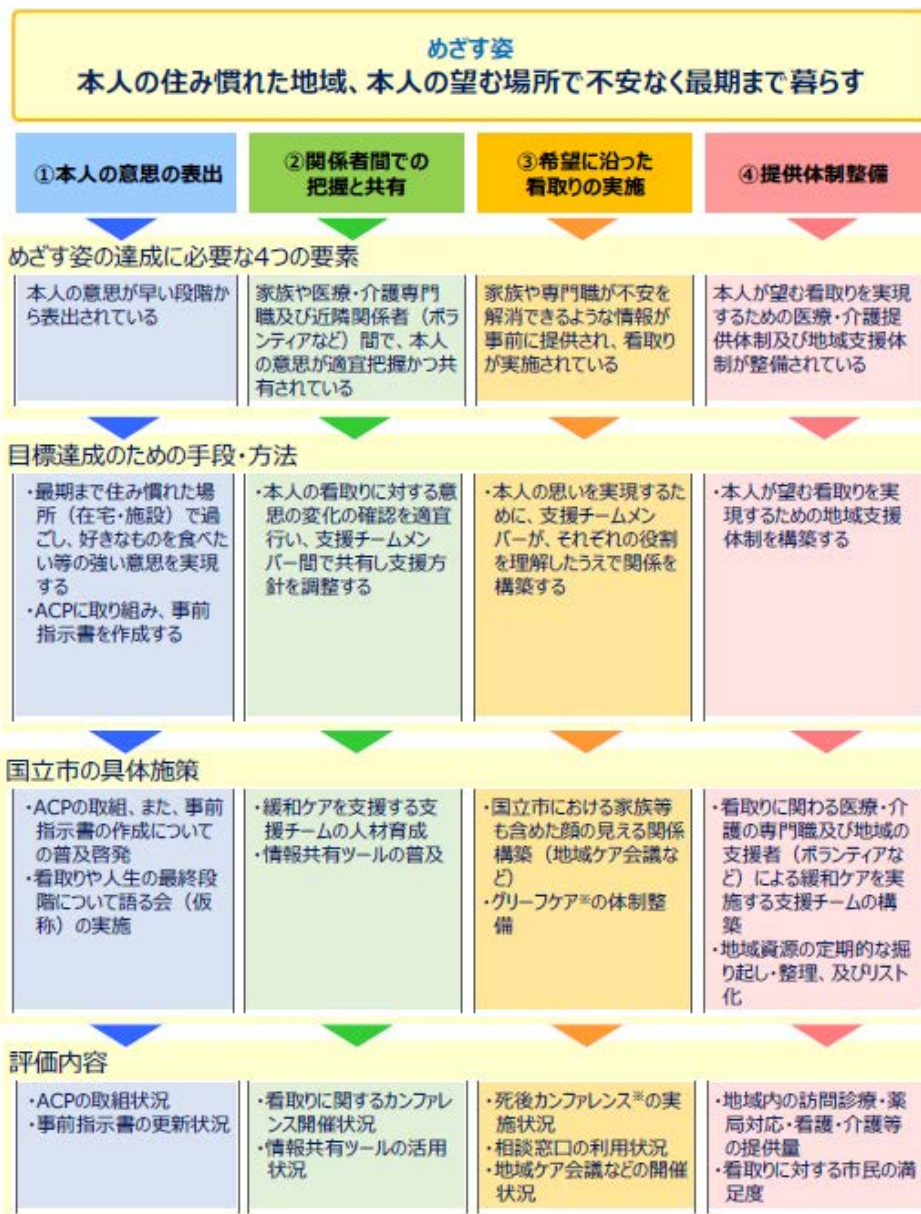 めざす姿
本人の住み慣れた地域、本人の望む場所で不安なく最期まで暮らす
①本人の意思の表出
②関係者間での
把握と共有
③希望に沿った
看取りの実施
④提供体制整備
めざす姿の達成に必要な4つの要素
本人の意思が早い段階か
ら表出されている
家族や医療・介護専門
職及び近隣関係者（ボラ
ンティアなど）間で、本人
の意思が適宜把握かつ共
有されている
家族や専門職が不安を
解消できるような情報が
事前に提供され、看取り
が実施されている
本人が望む看取りを実現
するための医療・介護提
供体制及び地域支援体
制が整備されている
目標達成のための手段・方法
・最期まで住み慣れた場
所（在宅・施設）で過
ごし、好きなものを食べた
い等の強い意思を実現
する
・ACPに取り組み、事前
指示書を作成する
・本人の看取りに対する意
思の変化の確認を適宜
行い、支援チームメン
バー間で共有し支援方
針を調整する
・本人の思いを実現するた
めに、支援チームメン
バーが、それぞれの役割
を理解したうえで関係を
構築する
・本人が望む看取りを実
現するための地域支援
体制を構築する
国立市の具体施策
・ACPの取組、また、事前
指示書の作成について
の普及啓発
・看取りや人生の最終段
階について語る会（仮
称）の実施
・緩和ケアを支援する支
援チームの人材育成
・情報共有ツールの普及
・国立市における家族等
も含めた顔の見える関係
構築（地域ケア会議な
ど）
・グリーフケア※の体制整
備
・看取りに関わる医療・介
護の専門職及び地域の
支援者（ボランティアな
ど）による緩和ケアを実
施する支援チームの構
築
・地域資源の定期的な掘
り起し・整理、及びリスト
化
評価内容
・ACPの取組状況
・事前指示書の更新状況
・看取りに関するカンファレ
ンス開催状況
・情報共有ツールの活用
状況
・死後カンファレンス※の実
施状況
・相談窓口の利用状況
・地域ケア会議などの開催
状況
・地域内の訪問診療・薬
局対応・看護・介護等
の提供量
・看取りに対する市民の満
足度